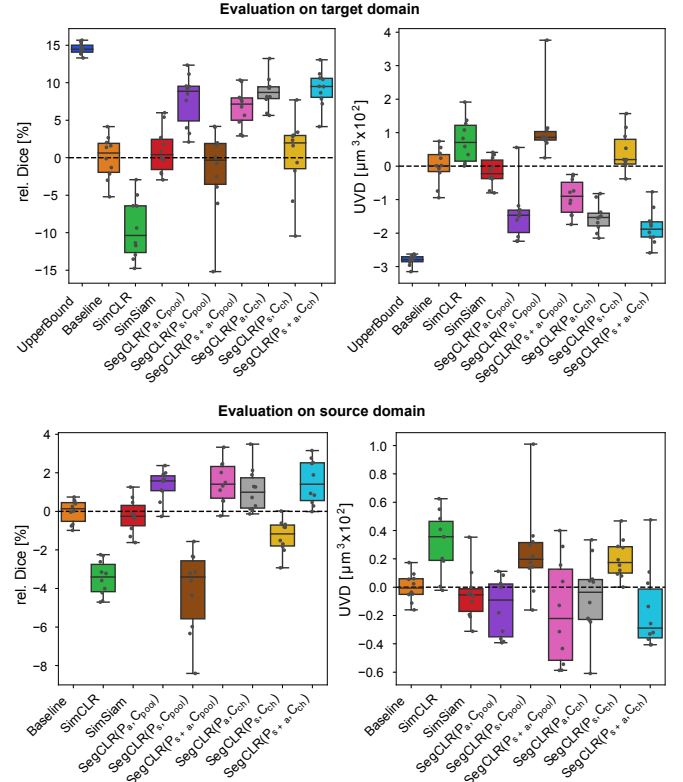 Evaluation on target domain
rel. Dice [%]
15
10
5
0
−5
−10
−15
UpperBound
Baseline
SimCLR
SimSiam
SegCLR(Pa,Cpool)
SegCLR(Ps,Cpool)
SegCLR(Ps+a,Cpool)
SegCLR(Pa,Cch)
SegCLR(Ps,Cch)
SegCLR(Ps+a,Cch)
UVD [μm³x10²]
4
3
2
1
0
−1
−2
−3
UpperBound
Baseline
SimCLR
SimSiam
SegCLR(Pa,Cpool)
SegCLR(Ps,Cpool)
SegCLR(Ps+a,Cpool)
SegCLR(Pa,Cch)
SegCLR(Ps,Cch)
SegCLR(Ps+a,Cch)
Evaluation on source domain
rel. Dice [%]
4
2
0
−2
−4
−6
−8
Baseline
SimCLR
SimSiam
SegCLR(Pa,Cpool)
SegCLR(Ps,Cpool)
SegCLR(Ps+a,Cpool)
SegCLR(Pa,Cch)
SegCLR(Ps,Cch)
SegCLR(Ps+a,Cch)
UVD [μm³x10²]
1.0
0.8
0.6
0.4
0.2
0.0
−0.2
−0.4
−0.6
Baseline
SimCLR
SimSiam
SegCLR(Pa,Cpool)
SegCLR(Ps,Cpool)
SegCLR(Ps+a,Cpool)
SegCLR(Pa,Cch)
SegCLR(Ps,Cch)
SegCLR(Ps+a,Cch)